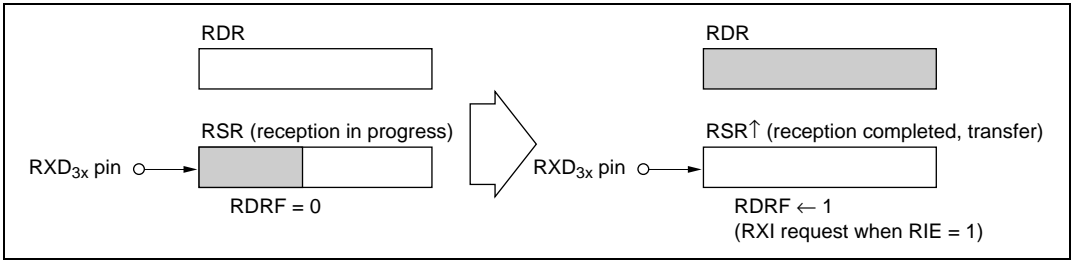 RDR
RSR (reception in progress)
RXD3x pin
RDRF = 0
RDR
RSR↑ (reception completed, transfer)
RXD3x pin
RDRF ← 1
(RXI request when RIE = 1)